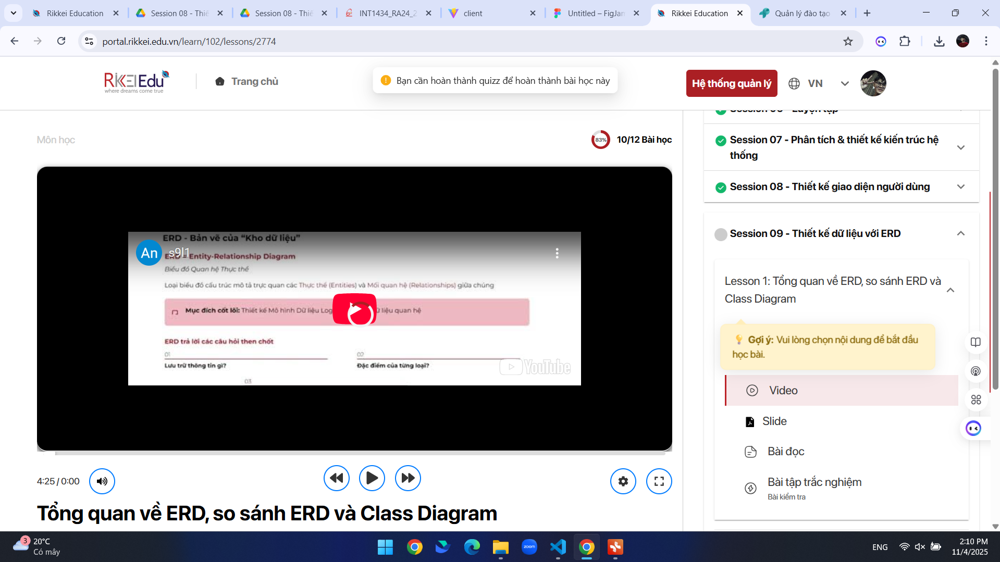 Rikkei Education
Session 08 - Thiế
Session 08 - Thiế
INT1434_RA24_2
client
Untitled – FigJam
Rikkei Education
Quản lý đào tạo
portal.rikkei.edu.vn/learn/102/lessons/2774
RikkeiEdu
where dreams come true
Trang chủ
Bạn cần hoàn thành quizz để hoàn thành bài học này
Hệ thống quản lý
VN
Môn học
83%
10/12 Bài học
ERD - Bản vẽ của “Kho dữ liệu”
An
s9l1
ERD – Entity-Relationship Diagram
Biểu đồ Quan hệ Thực thể
Loại biểu đồ cấu trúc mô tả trực quan các Thực thể (Entities) và Mối quan hệ (Relationships) giữa chúng
Mục đích cốt lõi: Thiết kế Mô hình Dữ liệu Log ữ liệu quan hệ
ERD trả lời các câu hỏi then chốt
01
02
Lưu trữ thông tin gì?
Đặc điểm của từng loại?
03
YouTube
4:25 / 0:00
Tổng quan về ERD, so sánh ERD và Class Diagram
Session 06 - Luyện tập
Session 07 - Phân tích & thiết kế kiến trúc hệ
thống
Session 08 - Thiết kế giao diện người dùng
Session 09 - Thiết kế dữ liệu với ERD
Lesson 1: Tổng quan về ERD, so sánh ERD và
Class Diagram
Gợi ý: Vui lòng chọn nội dung để bắt đầu
học bài.
Video
Slide
Bài đọc
Bài tập trắc nghiệm
Bài kiểm tra
3
20°C
Có mây
zoom
ENG
2:10 PM
11/4/2025